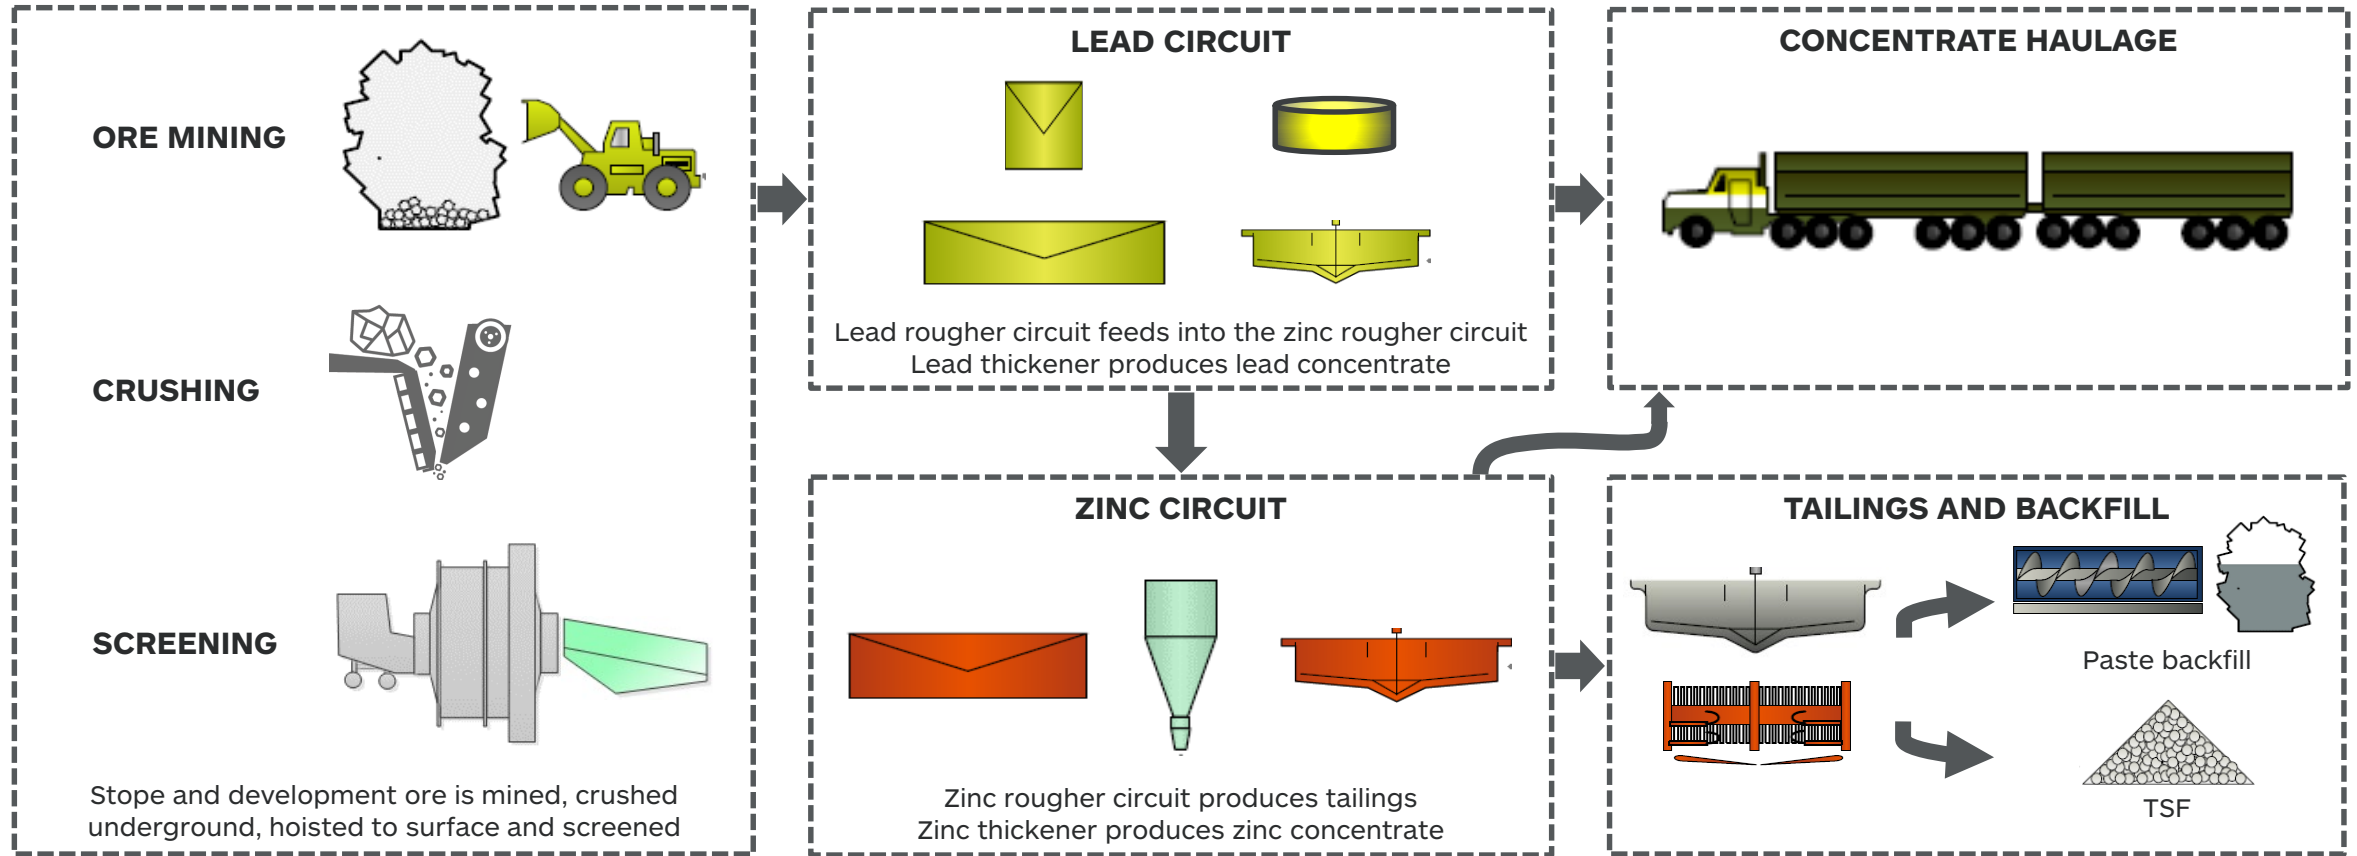 ORE MINING
CRUSHING
SCREENING
Stope and development ore is mined, crushed
underground, hoisted to surface and screened
LEAD CIRCUIT
Lead rougher circuit feeds into the zinc rougher circuit
Lead thickener produces lead concentrate
CONCENTRATE HAULAGE
ZINC CIRCUIT
Zinc rougher circuit produces tailings
Zinc thickener produces zinc concentrate
TAILINGS AND BACKFILL
Paste backfill
TSF